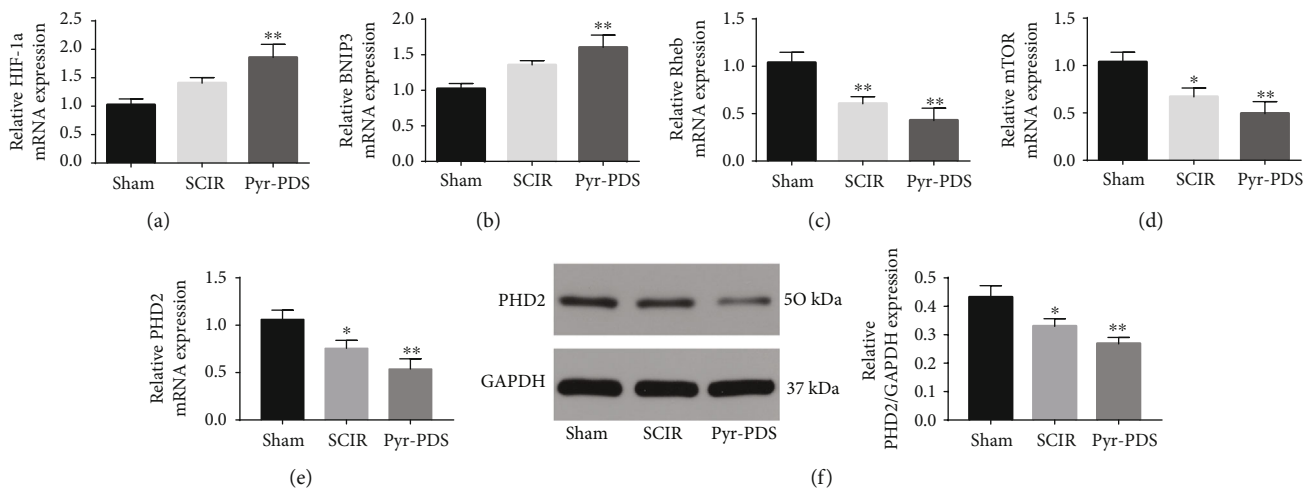 Relative HIF-1a
mRNA expression
2.5
2.0
1.5
1.0
2.5
0.0
**
Sham
SCIR
Pyr-PDS
(a)
Relative BNIP3
mRNA expression
2.0
1.5
1.0
0.5
0.0
**
Sham
SCIR
Pyr-PDS
(b)
Relative Rheb
mRNA expression
1.5
1.0
0.5
0.0
**
**
Sham
SCIR
Pyr-PDS
(c)
Relative mTOR
mRNA expression
1.5
1.0
0.5
0.0
*
**
Sham
SCIR
Pyr-PDS
(d)
Relative PHD2
mRNA expression
1.5
1.0
0.5
0.0
*
**
Sham
SCIR
Pyr-PDS
(e)
PHD2
5O kDa
GAPDH
37 kDa
Sham
SCIR
Pyr-PDS
Relative
PHD2/GAPDH expression
0.5
0.4
0.3
0.2
0.4
0.0
*
**
Sham
SCIR
Pyr-PDS
(f)